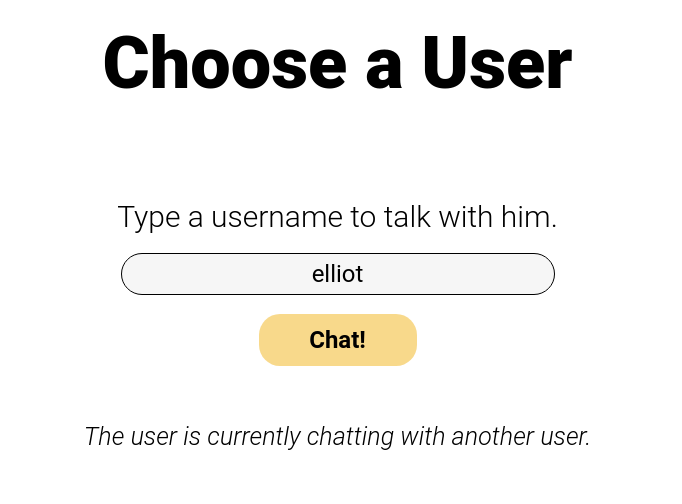 Choose a User
Type a username to talk with him.
elliot
Chat!
The user is currently chatting with another user.